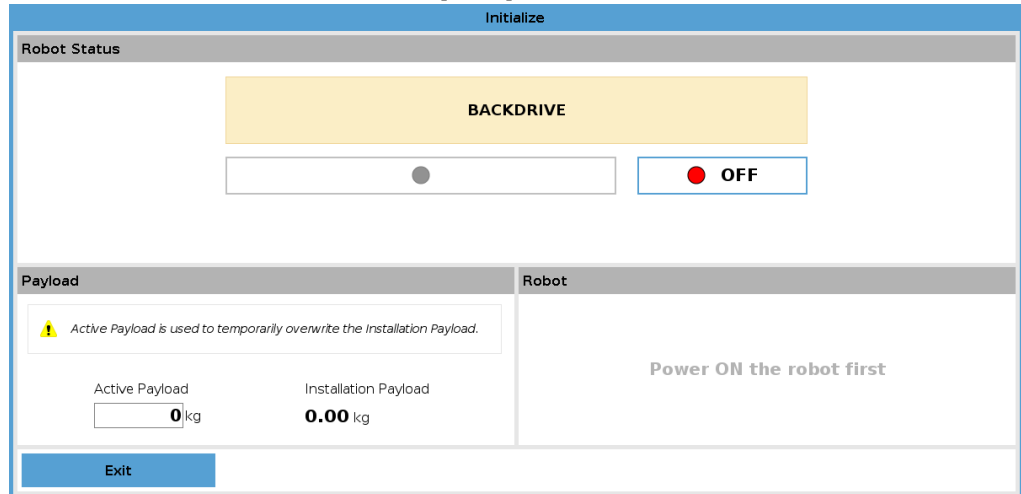 Initialize
Robot Status
BACKDRIVE
OFF
Payload
Robot
Active Payload is used to temporarily overwrite the Installation Payload.
Power ON the robot first
Active Payload
Installation Payload
0 kg
0.00 kg
Exit